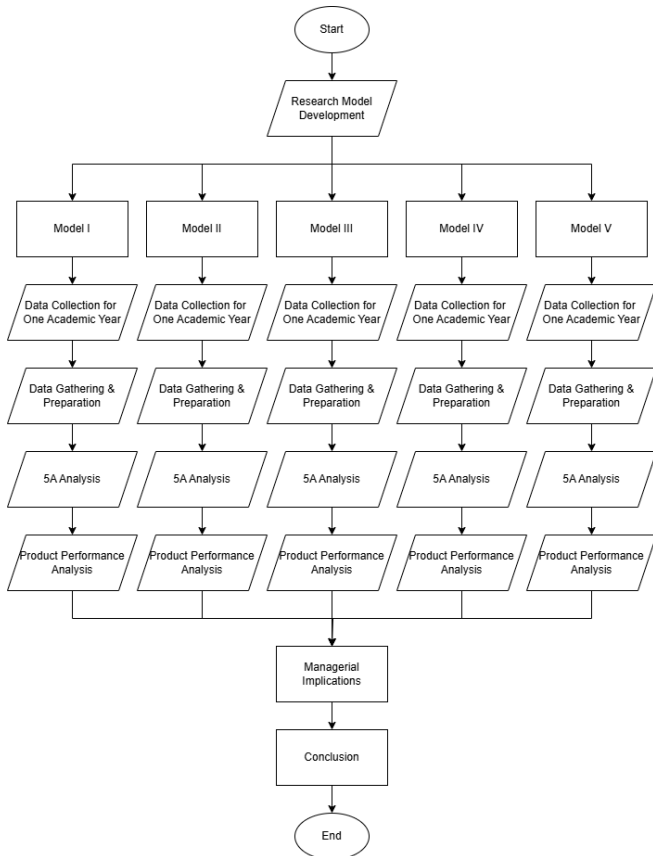 Start
Research Model
Development
Model I
Model II
Model III
Model IV
Model V
Data Collection for
One Academic Year
Data Collection for
One Academic Year
Data Collection for
One Academic Year
Data Collection for
One Academic Year
Data Collection for
One Academic Year
Data Gathering &
Preparation
Data Gathering &
Preparation
Data Gathering &
Preparation
Data Gathering &
Preparation
Data Gathering &
Preparation
5A Analysis
5A Analysis
5A Analysis
5A Analysis
5A Analysis
Product Performance
Analysis
Product Performance
Analysis
Product Performance
Analysis
Product Performance
Analysis
Product Performance
Analysis
Managerial
Implications
Conclusion
End